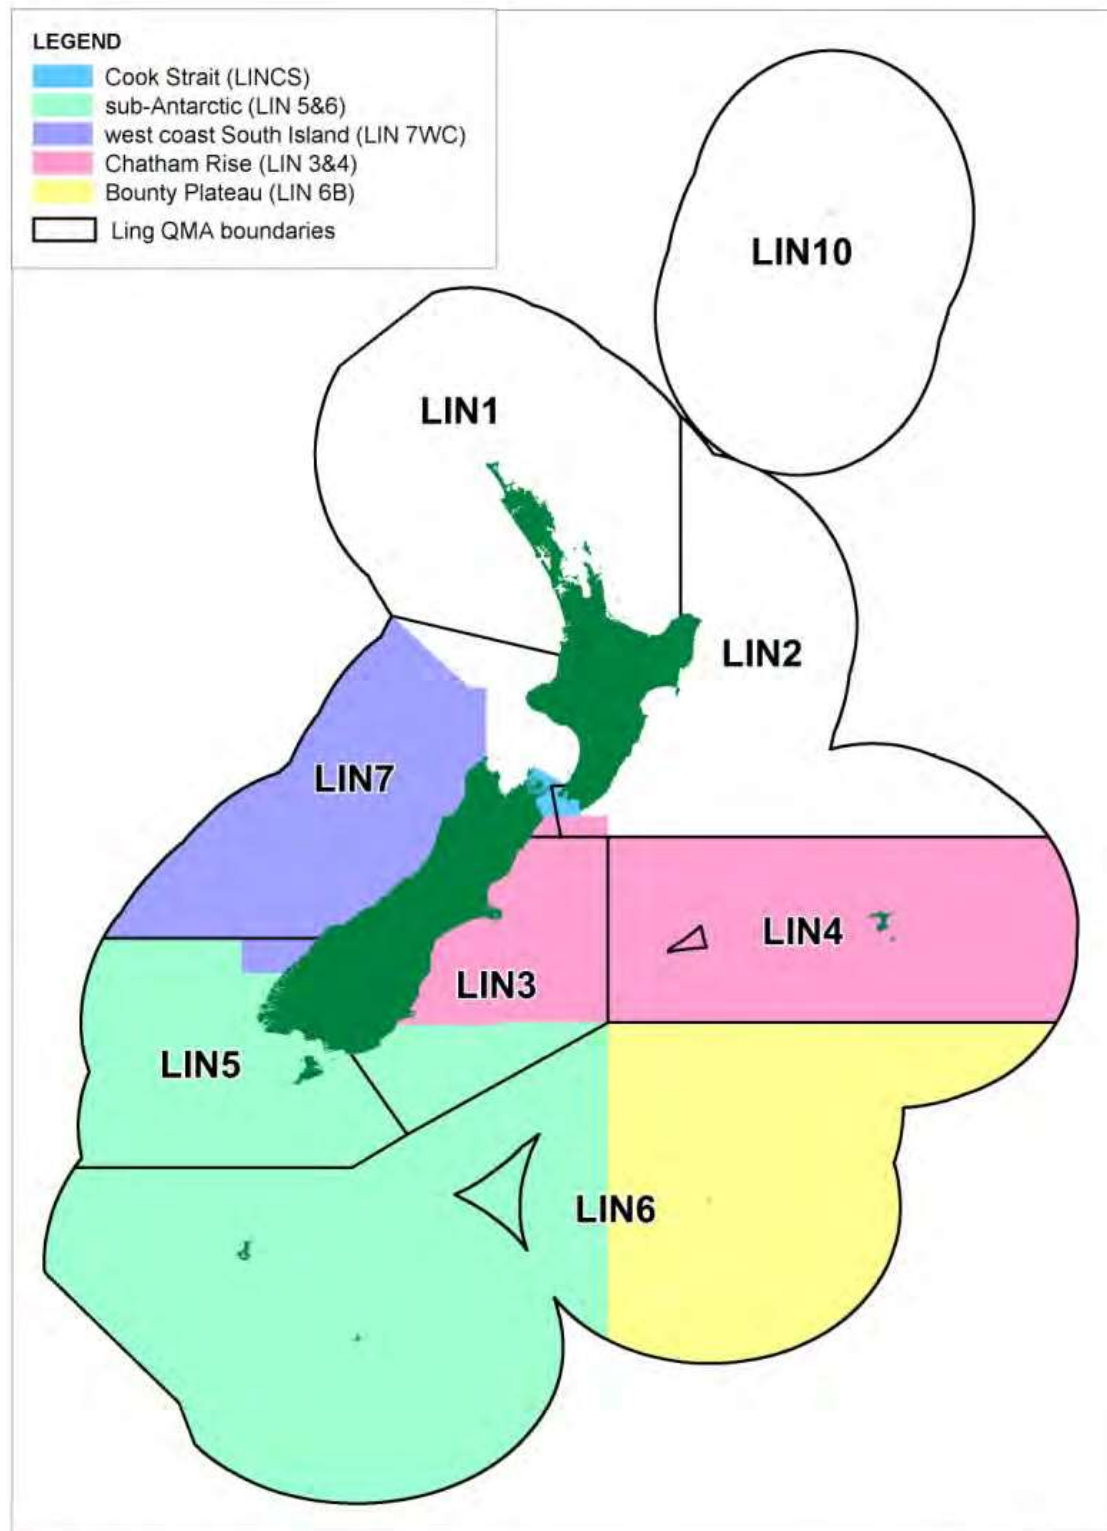 LEGEND
Cook Strait (LINCS)
sub-Antarctic (LIN 5&6)
west coast South Island (LIN 7WC)
Chatham Rise (LIN 3&4)
Bounty Plateau (LIN 6B)
Ling QMA boundaries
LIN10
LIN1
LIN2
LIN7
LIN4
LIN3
LIN5
LIN6